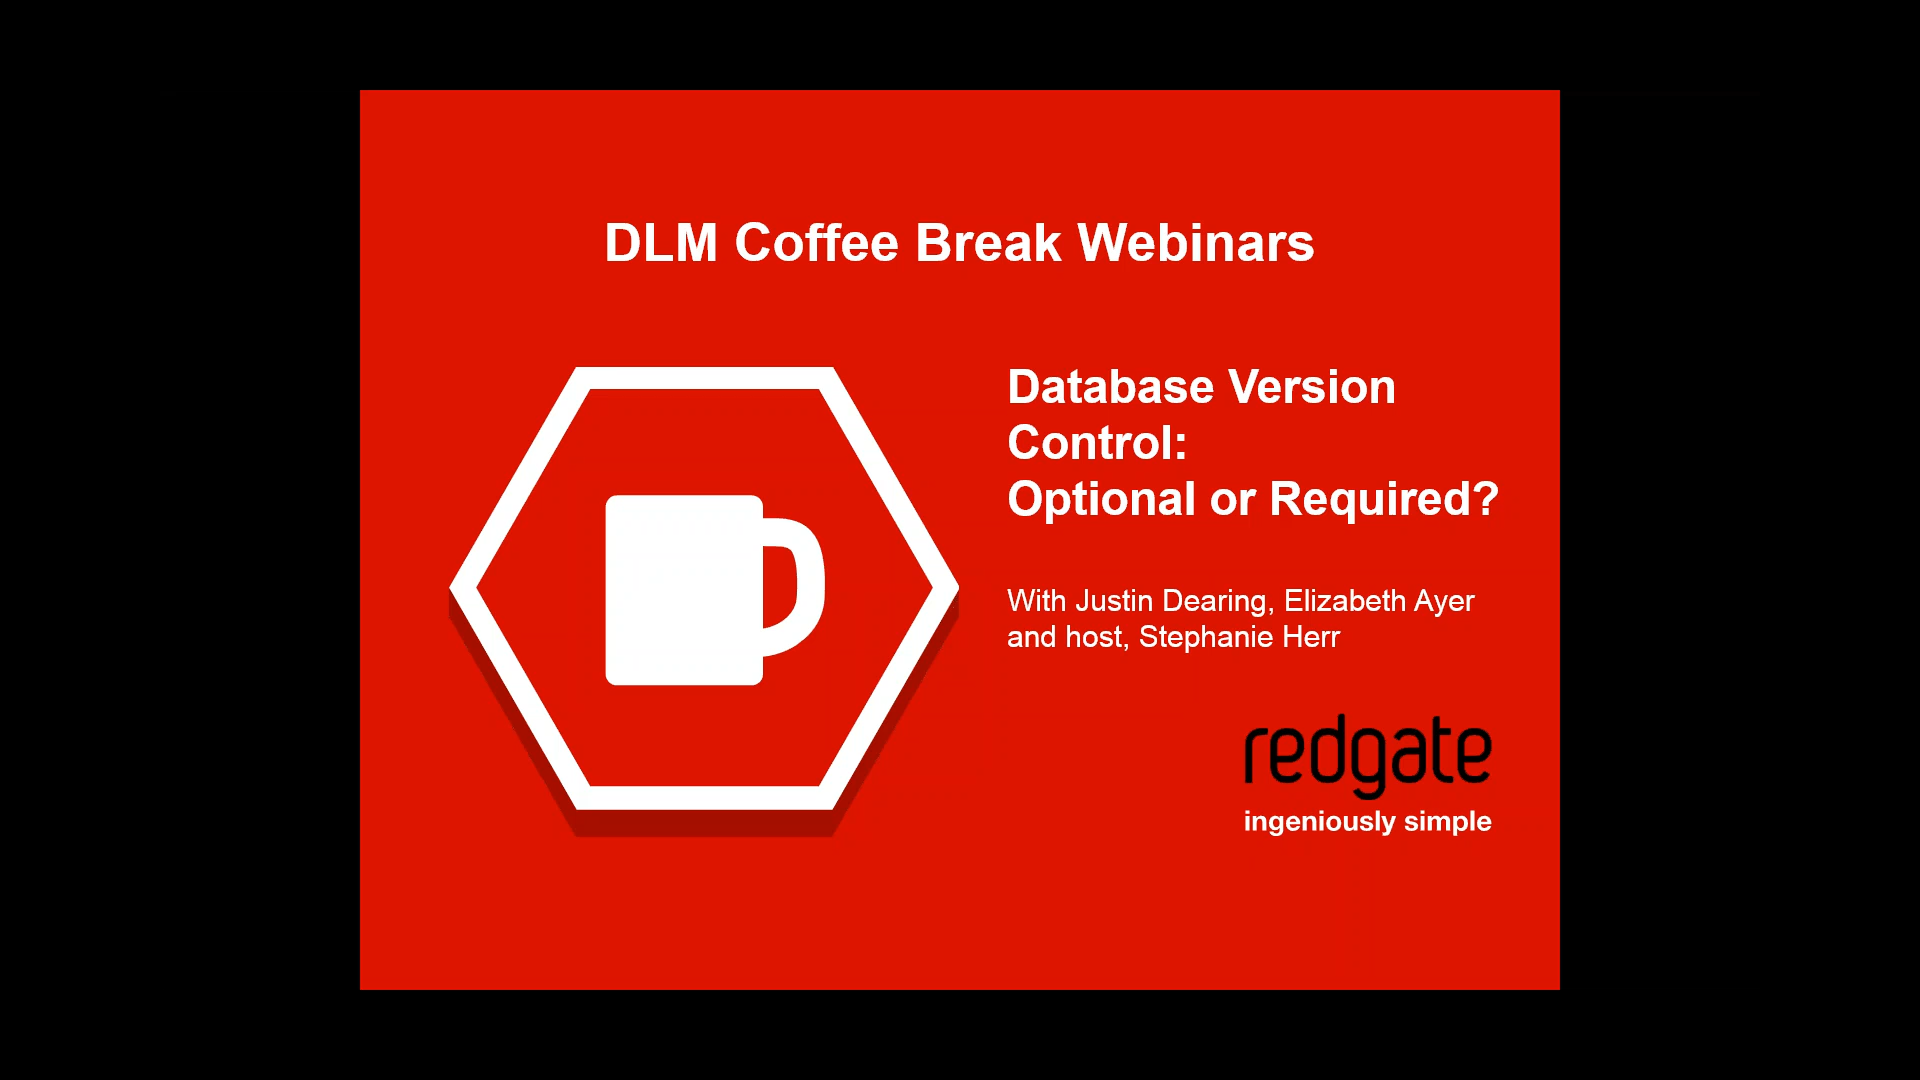 DLM Coffee Break Webinars
Database Version
Control:
Optional or Required?
With Justin Dearing, Elizabeth Ayer
and host, Stephanie Herr
redgate
ingeniously simple